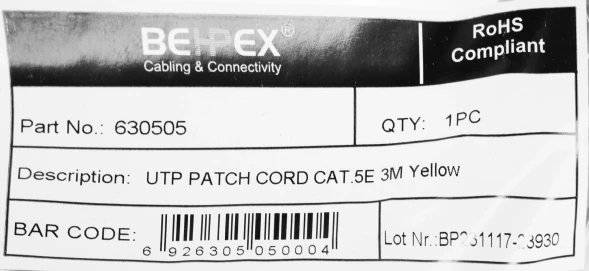 RoHS
Compliant
Cabling & Connectivity
Part No.: 630505
QTY: 1PC
Description: UTP PATCH CORD CAT.5E 3M Yellow
BAR CODE:
6 926305 050004
Lot Nr.: